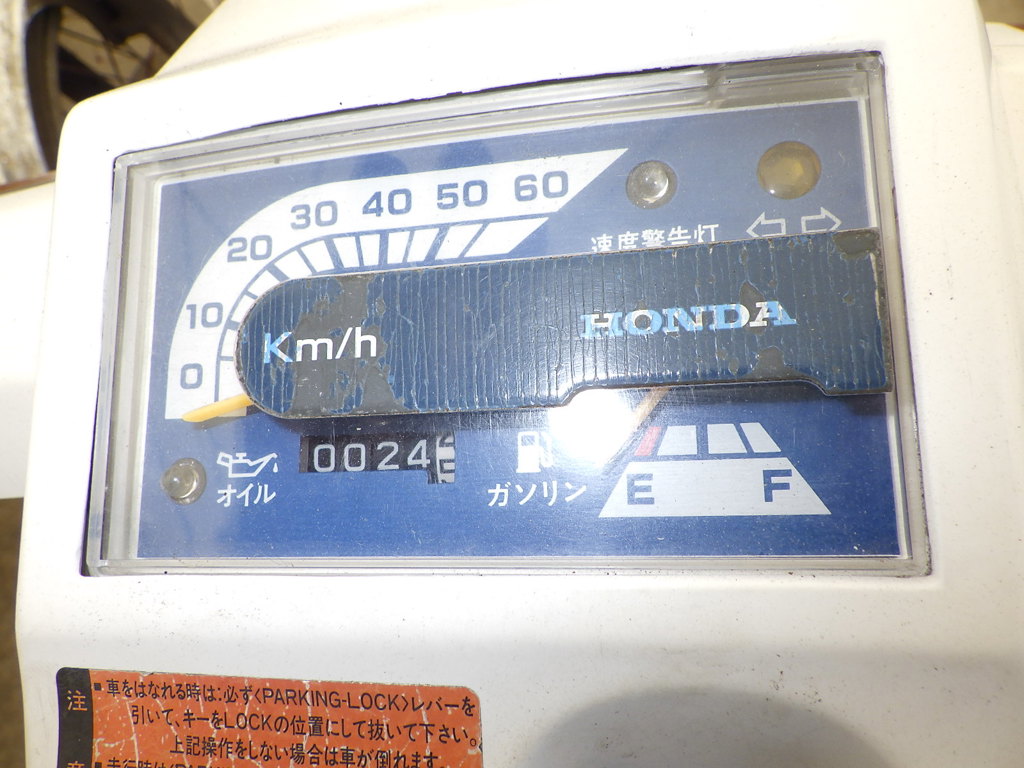 0 10 20 30 40 50 60
速度警告灯
Km/h
HONDA
オイル
0024
ガソリン
E F
注
■車をはなれる時は:必ず〈PARKING-LOCK〉レバーを
引いて、キーをLOCKの位置にして抜いて下さい。
上記操作をしない場合は車が倒れます。